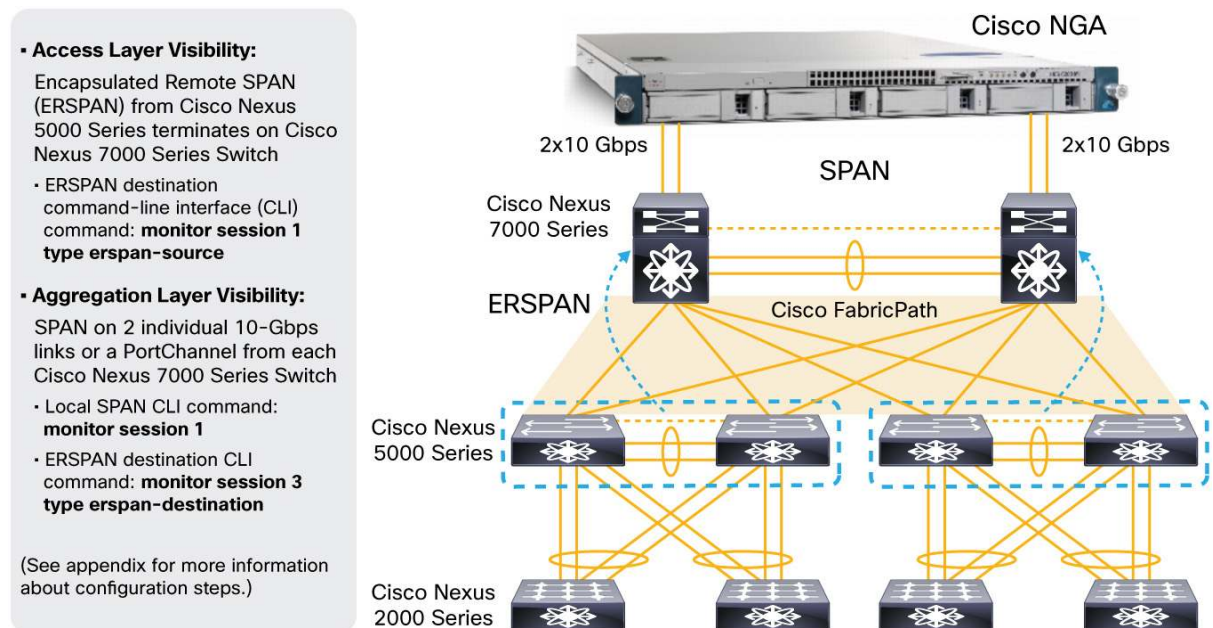 ▪ Access Layer Visibility:
Encapsulated Remote SPAN
(ERSPAN) from Cisco Nexus
5000 Series terminates on Cisco
Nexus 7000 Series Switch
· ERSPAN destination
command-line interface (CLI)
command: monitor session 1
type erspan-source
▪ Aggregation Layer Visibility:
SPAN on 2 individual 10-Gbps
links or a PortChannel from each
Cisco Nexus 7000 Series Switch
· Local SPAN CLI command:
monitor session 1
· ERSPAN destination CLI
command: monitor session 3
type erspan-destination
(See appendix for more information
about configuration steps.)
Cisco NGA
2x10 Gbps
2x10 Gbps
SPAN
Cisco Nexus
7000 Series
ERSPAN
Cisco FabricPath
Cisco Nexus
5000 Series
Cisco Nexus
2000 Series